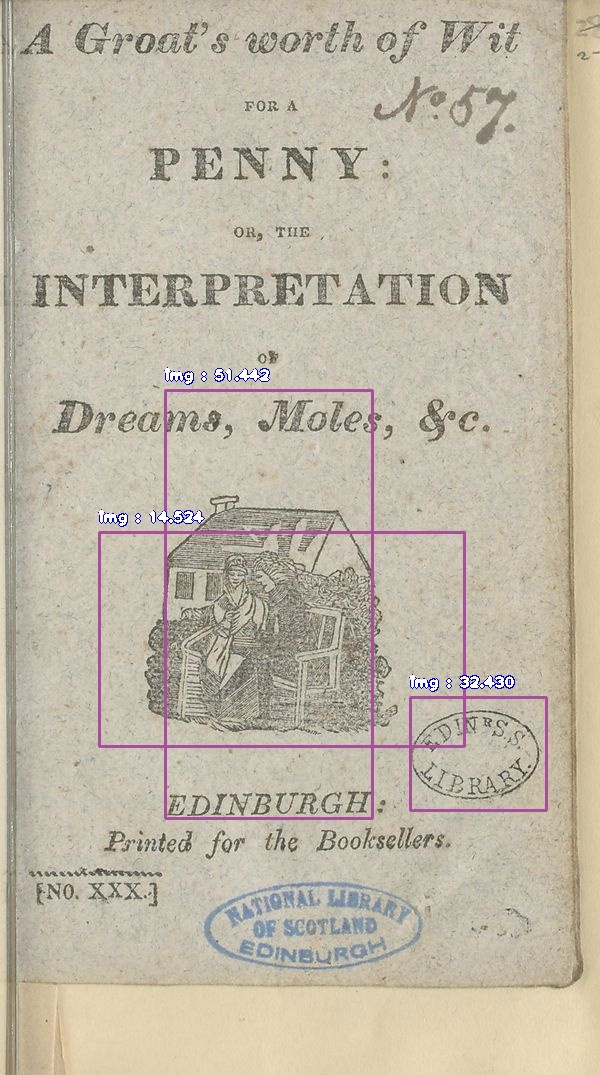 A Groat's worth of Wit
No. 57.
FOR A
PENNY:
OR, THE
INTERPRETATION
OF
img : 51.442
Dreams, Moles, &c.
img : 14.524
img : 32.430
EDINR. S.S.
LIBRARY.
EDINBURGH:
Printed for the Booksellers.
[NO. XXX.]
NATIONAL LIBRARY
OF SCOTLAND
EDINBURGH